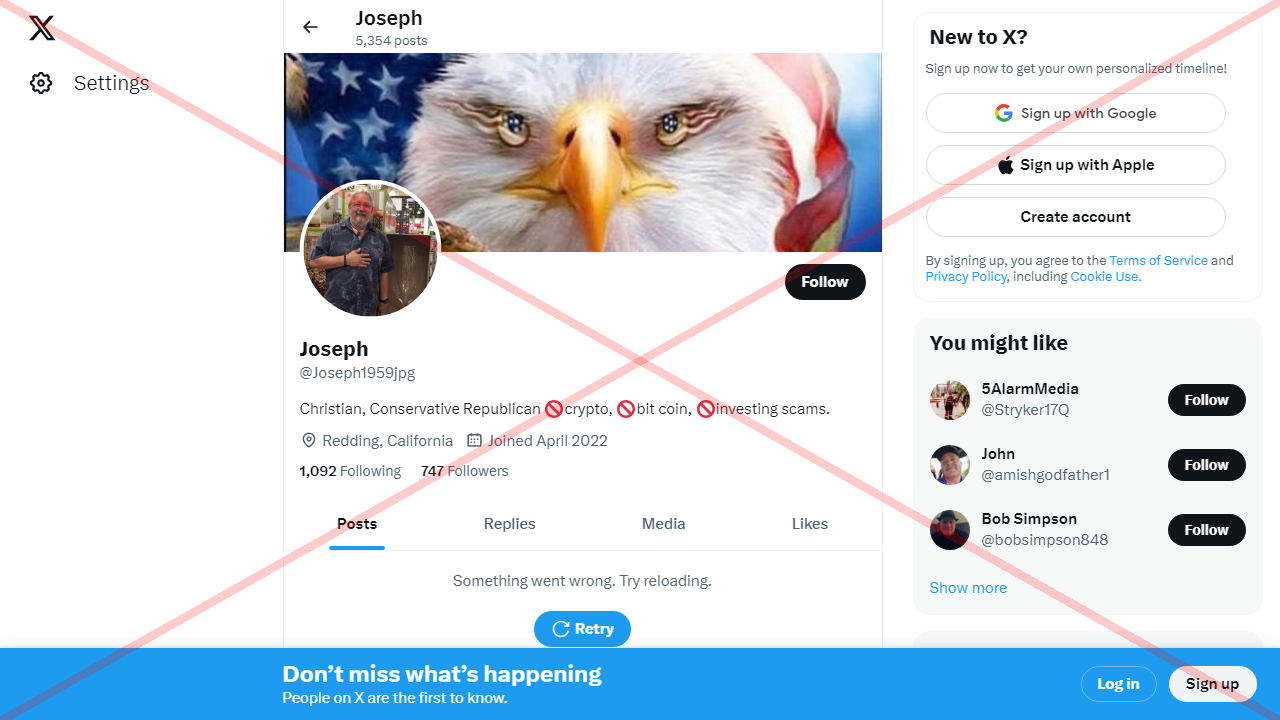 Settings
Joseph
5,354 posts
Follow
Joseph
@Joseph1959jpg
Christian, Conservative Republican 🚫crypto, 🚫bit coin, 🚫investing scams.
Redding, California Joined April 2022
1,092 Following 747 Followers
Posts Replies Media Likes
Something went wrong. Try reloading.
Retry
New to X?
Sign up now to get your own personalized timeline!
Sign up with Google
Sign up with Apple
Create account
By signing up, you agree to the Terms of Service and
Privacy Policy, including Cookie Use.
You might like
5AlarmMedia
@Stryker17Q
Follow
John
@amishgodfather1
Follow
Bob Simpson
@bobsimpson848
Follow
Show more
Don’t miss what’s happening
People on X are the first to know.
Log in
Sign up